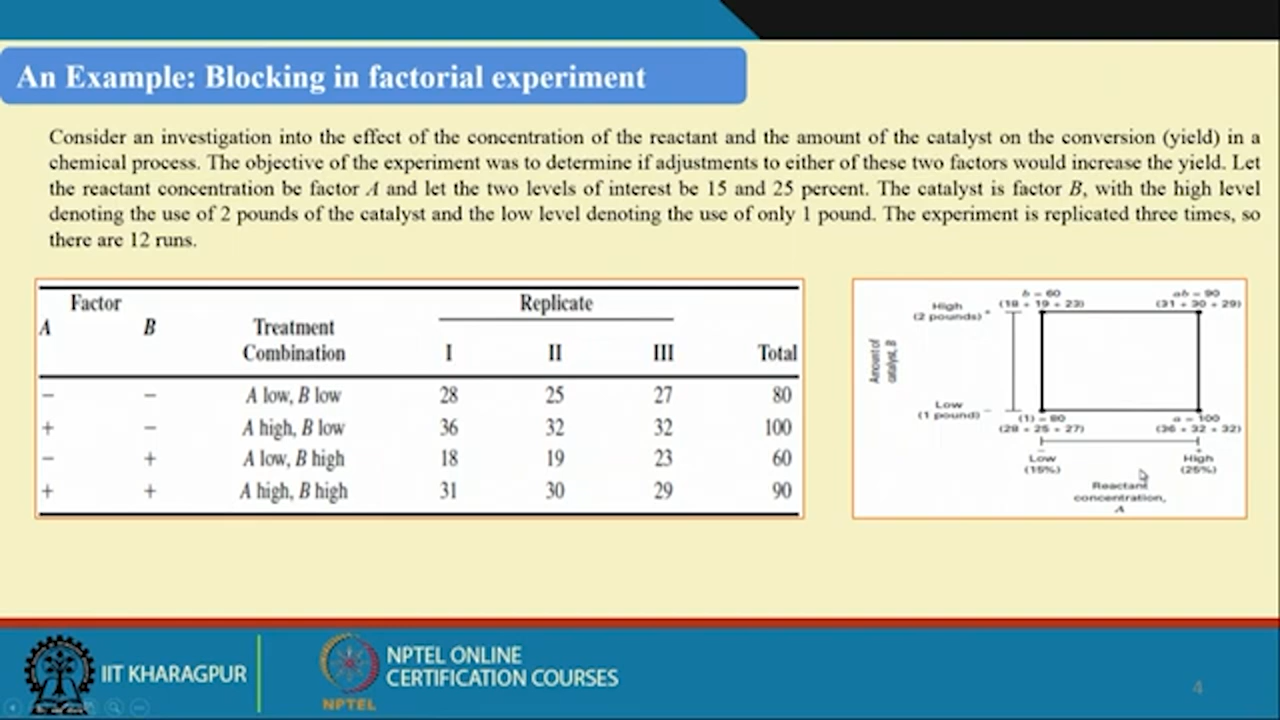 An Example: Blocking in factorial experiment
Consider an investigation into the effect of the concentration of the reactant and the amount of the catalyst on the conversion (yield) in a
chemical process. The objective of the experiment was to determine if adjustments to either of these two factors would increase the yield. Let
the reactant concentration be factor A and let the two levels of interest be 15 and 25 percent. The catalyst is factor B, with the high level
denoting the use of 2 pounds of the catalyst and the low level denoting the use of only 1 pound. The experiment is replicated three times, so
there are 12 runs.
Factor Replicate
A B Treatment
Combination I II III Total
− − A low, B low 28 25 27 80
+ − A high, B low 36 32 32 100
− + A low, B high 18 19 23 60
+ + A high, B high 31 30 29 90
b = 60 ab = 90
(18 + 19 + 23) (31 + 30 + 29)
High +
(2 pounds)
Amount of
catalyst, B
Low −
(1 pound)
(1) = 80 a = 100
(28 + 25 + 27) (36 + 32 + 32)
− +
Low High
(15%) (25%)
Reactant
concentration,
A
IIT KHARAGPUR
NPTEL ONLINE
CERTIFICATION COURSES
NPTEL
4